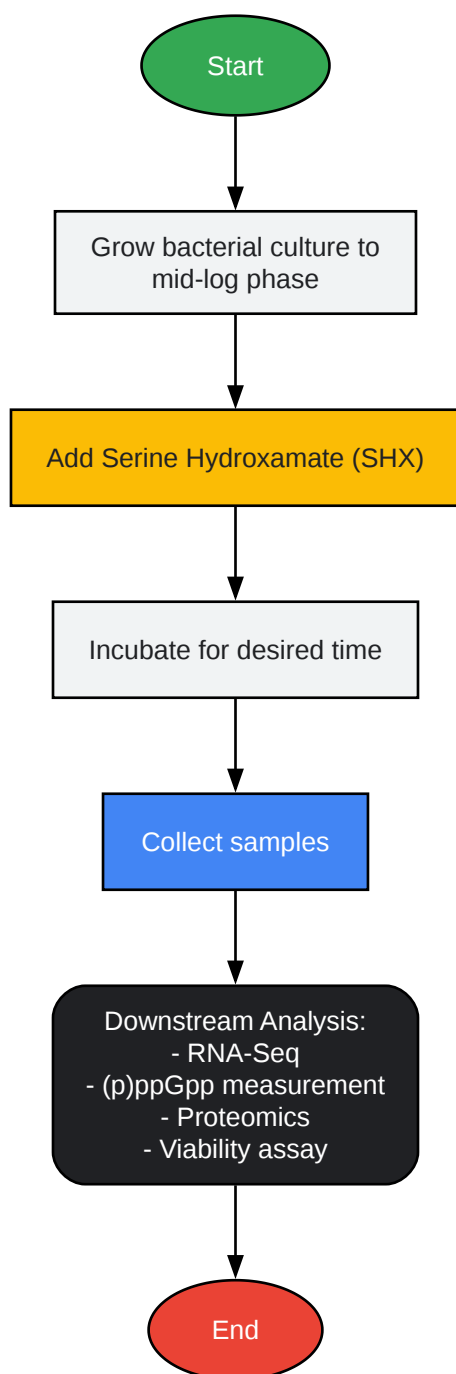 Start
Grow bacterial culture to
mid-log phase
Add Serine Hydroxamate (SHX)
Incubate for desired time
Collect samples
Downstream Analysis:
- RNA-Seq
- (p)ppGpp measurement
- Proteomics
- Viability assay
End